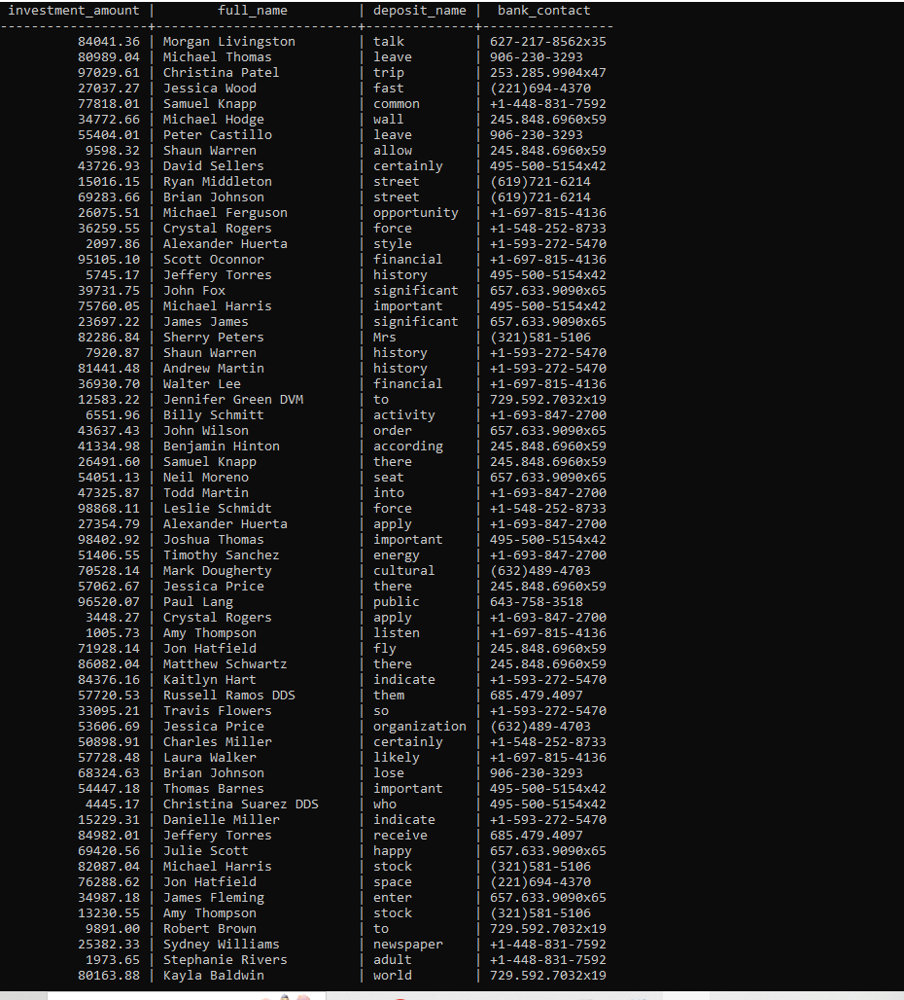 investment_amount |        full_name         | deposit_name |  bank_contact
------------------+--------------------------+--------------+-----------------
         84041.36 | Morgan Livingston        | talk         | 627-217-8562x35
         80989.04 | Michael Thomas           | leave        | 906-230-3293
         97029.61 | Christina Patel          | trip         | 253.285.9904x47
         27037.27 | Jessica Wood             | fast         | (221)694-4370
         77818.01 | Samuel Knapp             | common       | +1-448-831-7592
         34772.66 | Michael Hodge            | wall         | 245.848.6960x59
         55404.01 | Peter Castillo           | leave        | 906-230-3293
          9598.32 | Shaun Warren             | allow        | 245.848.6960x59
         43726.93 | David Sellers            | certainly    | 495-500-5154x42
         15016.15 | Ryan Middleton           | street       | (619)721-6214
         69283.66 | Brian Johnson            | street       | (619)721-6214
         26075.51 | Michael Ferguson         | opportunity  | +1-697-815-4136
         36259.55 | Crystal Rogers           | force        | +1-548-252-8733
          2097.86 | Alexander Huerta         | style        | +1-593-272-5470
         95105.10 | Scott Oconnor            | financial    | +1-697-815-4136
          5745.17 | Jeffery Torres           | history      | 495-500-5154x42
         39731.75 | John Fox                 | significant  | 657.633.9090x65
         75760.05 | Michael Harris           | important    | 495-500-5154x42
         23697.22 | James James              | significant  | 657.633.9090x65
         82286.84 | Sherry Peters            | Mrs          | (321)581-5106
          7920.87 | Shaun Warren             | history      | +1-593-272-5470
         81441.48 | Andrew Martin            | history      | +1-593-272-5470
         36930.70 | Walter Lee               | financial    | +1-697-815-4136
         12583.22 | Jennifer Green DVM       | to           | 729.592.7032x19
          6551.96 | Billy Schmitt            | activity     | +1-693-847-2700
         43637.43 | John Wilson              | order        | 657.633.9090x65
         41334.98 | Benjamin Hinton          | according    | 245.848.6960x59
         26491.60 | Samuel Knapp             | there        | 245.848.6960x59
         54051.13 | Neil Moreno              | seat         | 657.633.9090x65
         47325.87 | Todd Martin              | into         | +1-693-847-2700
         98868.11 | Leslie Schmidt           | force        | +1-548-252-8733
         27354.79 | Alexander Huerta         | apply        | +1-693-847-2700
         98402.92 | Joshua Thomas            | important    | 495-500-5154x42
         51406.55 | Timothy Sanchez          | energy       | +1-693-847-2700
         70528.14 | Mark Dougherty           | cultural     | (632)489-4703
         57062.67 | Jessica Price            | there        | 245.848.6960x59
         96520.07 | Paul Lang                | public       | 643-758-3518
          3448.27 | Crystal Rogers           | apply        | +1-693-847-2700
          1005.73 | Amy Thompson             | listen       | +1-697-815-4136
         71928.14 | Jon Hatfield             | fly          | 245.848.6960x59
         86082.04 | Matthew Schwartz         | there        | 245.848.6960x59
         84376.16 | Kaitlyn Hart             | indicate     | +1-593-272-5470
         57720.53 | Russell Ramos DDS        | them         | 685.479.4097
         33095.21 | Travis Flowers           | so           | +1-593-272-5470
         53606.69 | Jessica Price            | organization | (632)489-4703
         50898.91 | Charles Miller           | certainly    | +1-548-252-8733
         57728.48 | Laura Walker             | likely       | +1-697-815-4136
         68324.63 | Brian Johnson            | lose         | 906-230-3293
         54447.18 | Thomas Barnes            | important    | 495-500-5154x42
          4445.17 | Christina Suarez DDS     | who          | 495-500-5154x42
         15229.31 | Danielle Miller          | indicate     | +1-593-272-5470
         84982.01 | Jeffery Torres           | receive      | 685.479.4097
         69420.56 | Julie Scott              | happy        | 657.633.9090x65
         82087.04 | Michael Harris           | stock        | (321)581-5106
         76288.62 | Jon Hatfield             | space        | (221)694-4370
         34987.18 | James Fleming            | enter        | 657.633.9090x65
         13230.55 | Amy Thompson             | stock        | (321)581-5106
          9891.00 | Robert Brown             | to           | 729.592.7032x19
         25382.33 | Sydney Williams          | newspaper    | +1-448-831-7592
          1973.65 | Stephanie Rivers         | adult        | +1-448-831-7592
         80163.88 | Kayla Baldwin            | world        | 729.592.7032x19